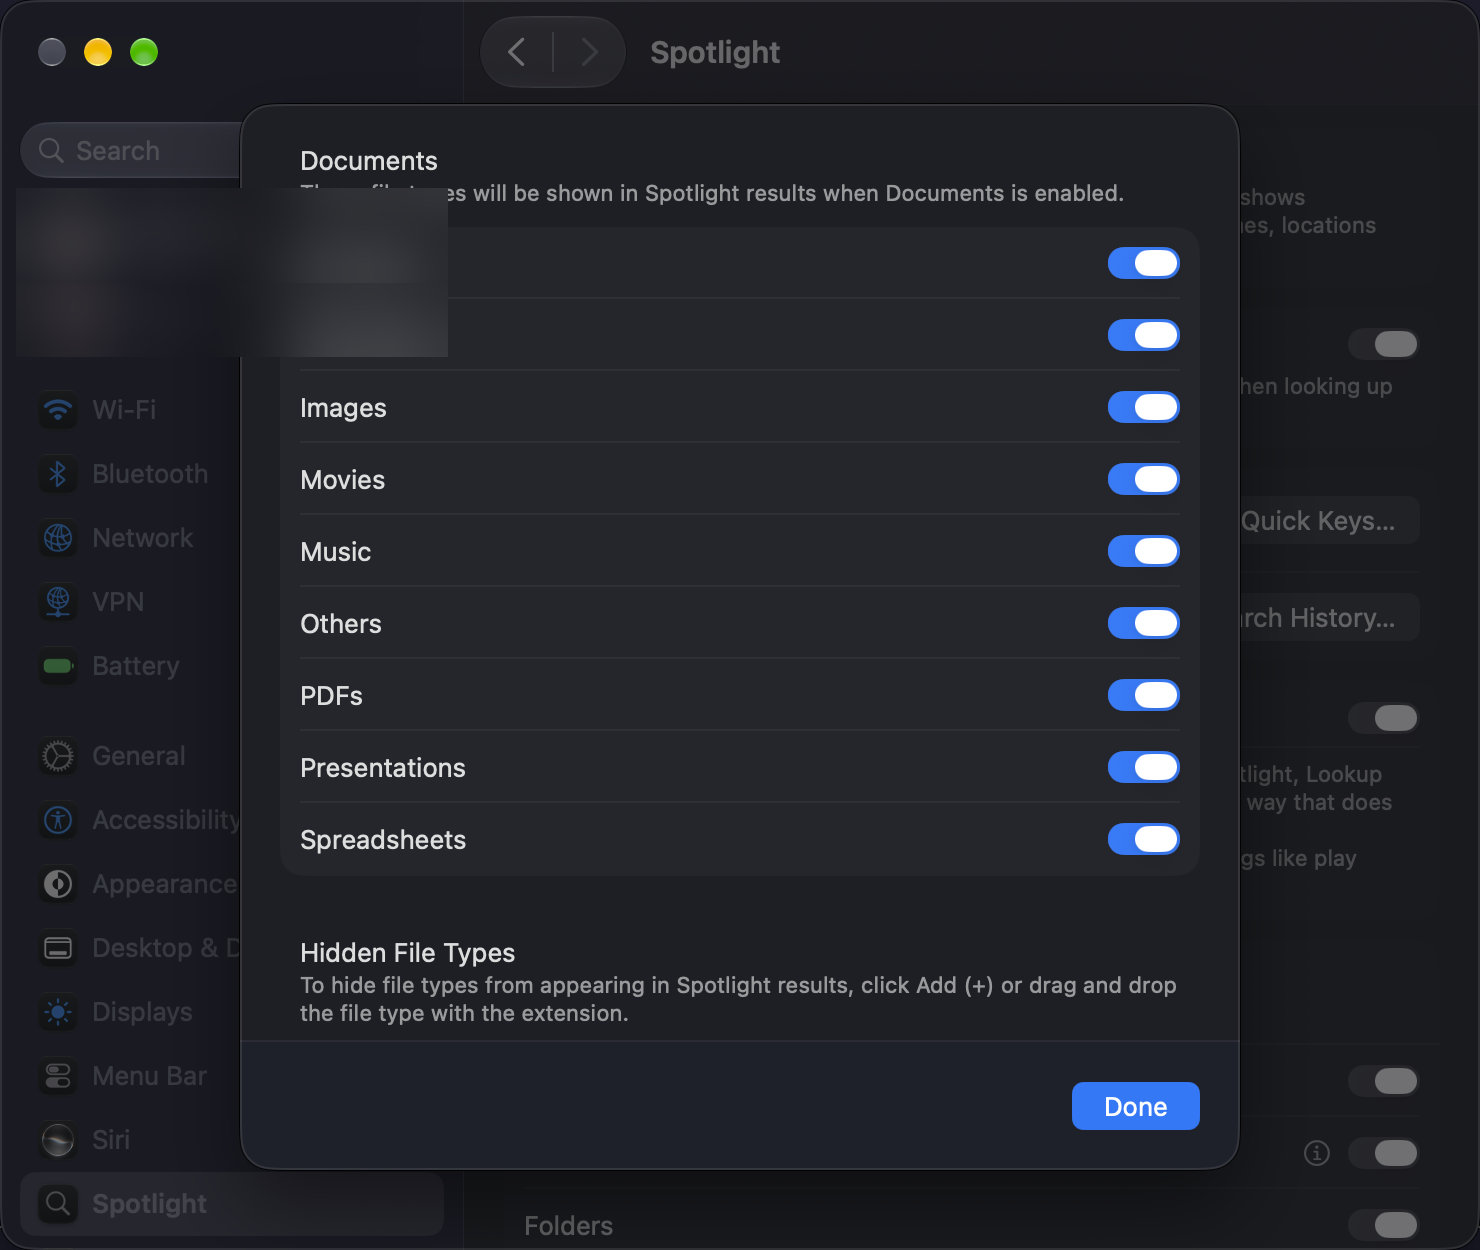 Spotlight
Search
Documents
will be shown in Spotlight results when Documents is enabled.
shows
locations
Images
hen looking up
Wi-Fi
Bluetooth
Movies
Quick Keys...
Network
Music
VPN
Others
rch History...
Battery
PDFs
General
Presentations
tlight, Lookup
way that does
Accessibility
Spreadsheets
gs like play
Appearance
Desktop & D
Hidden File Types
To hide file types from appearing in Spotlight results, click Add (+) or drag and drop
the file type with the extension.
Displays
Menu Bar
Done
Siri
Spotlight
Folders